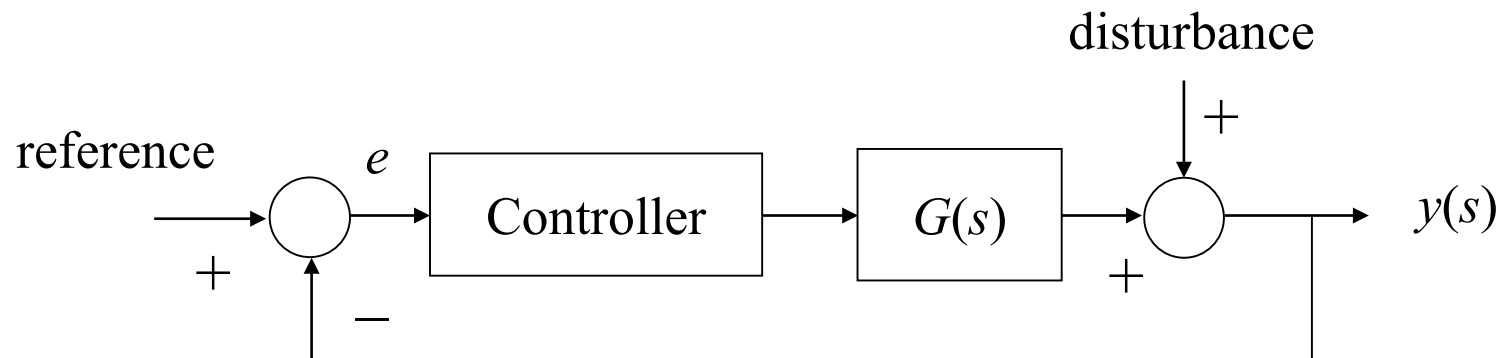 disturbance
+
reference
e
Controller
G(s)
y(s)
+
−
+